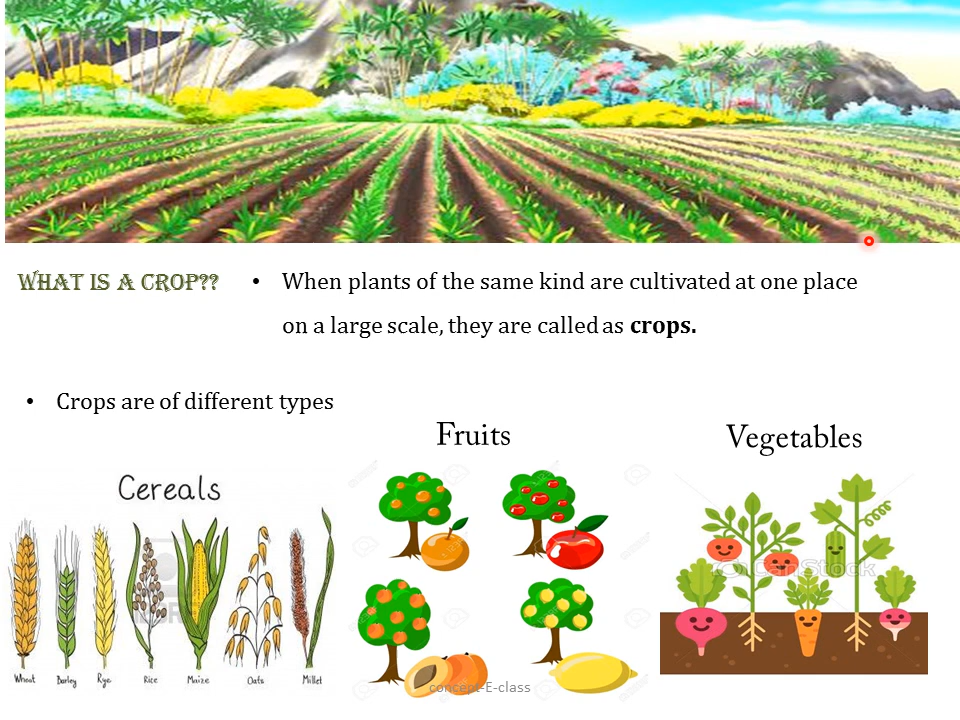 WHAT IS A CROP??
• When plants of the same kind are cultivated at one place
on a large scale, they are called as crops.
• Crops are of different types
Fruits
Vegetables
Cereals
CanStock
Wheat Barley Rye Rice Maize Oats Millet
concept-E-class